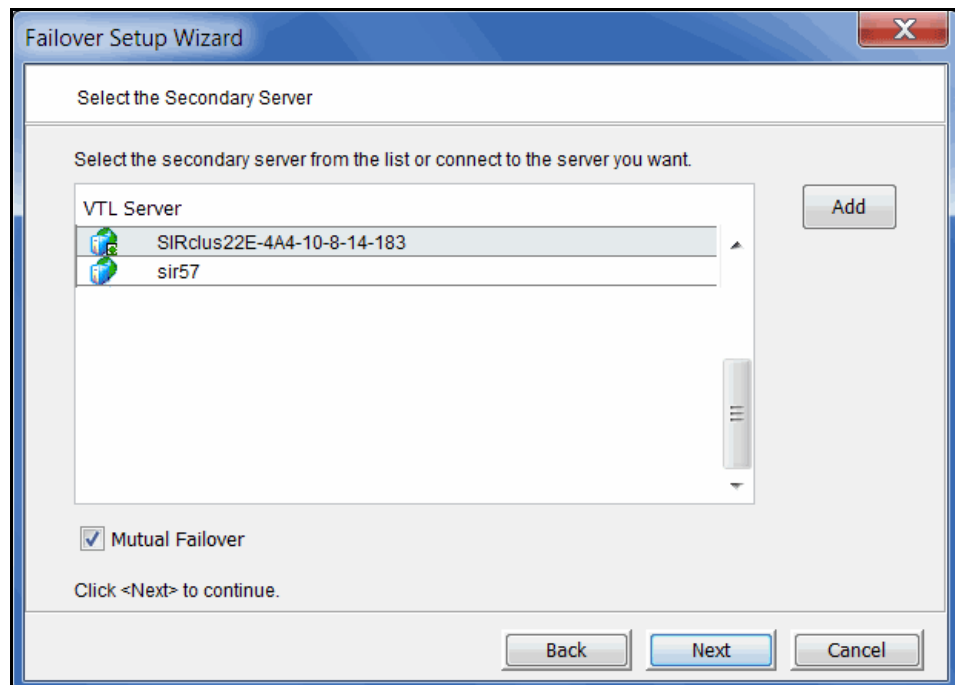 Failover Setup Wizard
Select the Secondary Server
Select the secondary server from the list or connect to the server you want.
VTL Server
Add
SIRclus22E-4A4-10-8-14-183
sir57
Mutual Failover
Click <Next> to continue.
Back Next Cancel